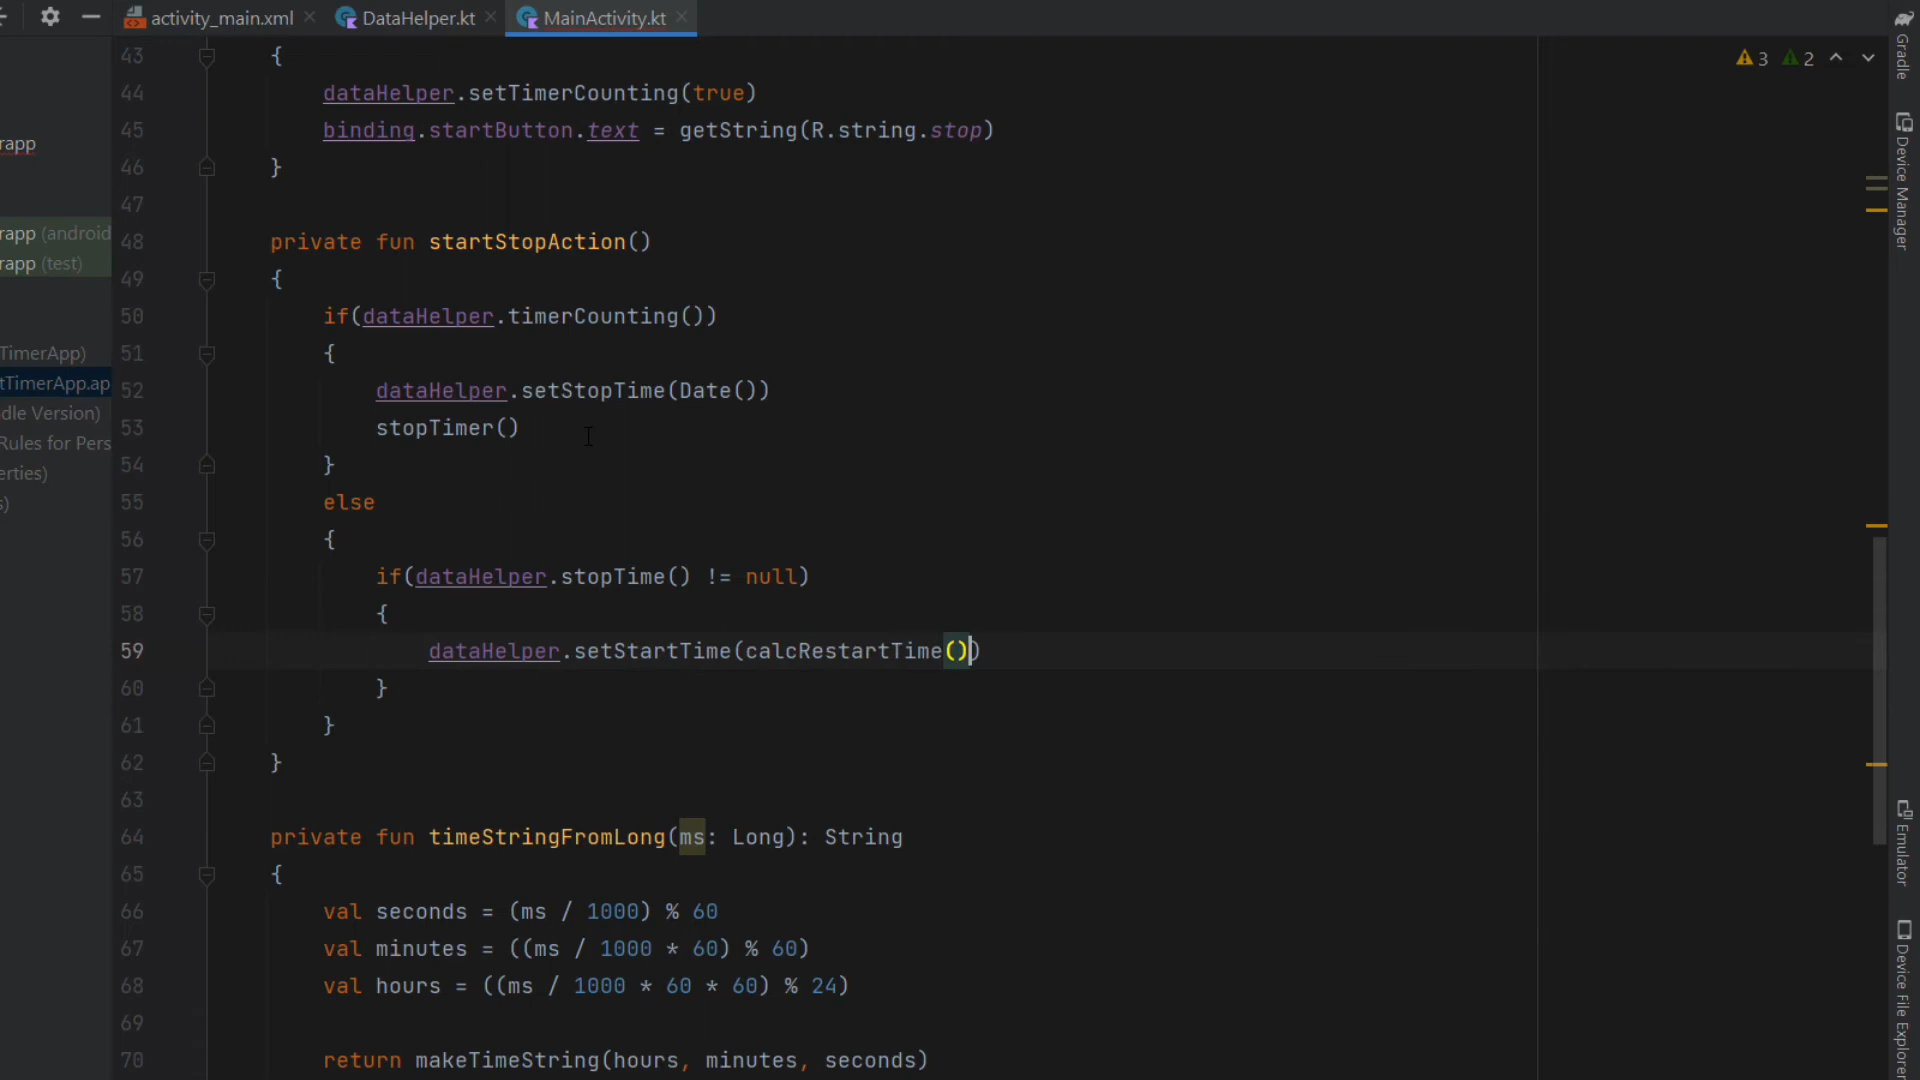 activity_main.xml DataHelper.kt MainActivity.kt
3 2
43 {
44 dataHelper.setTimerCounting(true)
45 binding.startButton.text = getString(R.string.stop)
46 }
47
48 private fun startStopAction()
49 {
50 if(dataHelper.timerCounting())
51 {
52 dataHelper.setStopTime(Date())
53 stopTimer()
54 }
55 else
56 {
57 if(dataHelper.stopTime() != null)
58 {
59 dataHelper.setStartTime(calcRestartTime())
60 }
61 }
62 }
63
64 private fun timeStringFromLong(ms: Long): String
65 {
66 val seconds = (ms / 1000) % 60
67 val minutes = ((ms / 1000 * 60) % 60)
68 val hours = ((ms / 1000 * 60 * 60) % 24)
69
70 return makeTimeString(hours, minutes, seconds)
rapp
rapp (android
rapp (test)
TimerApp)
tTimerApp.ap
dle Version)
Rules for Pers
erties)
s)
Gradle
Device Manager
Emulator
Device File Explorer